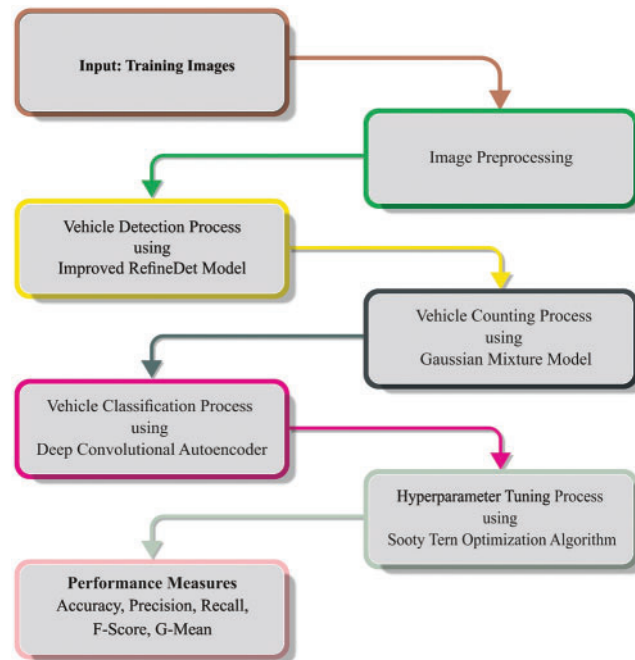 Input: Training Images
Image Preprocessing
Vehicle Detection Process
using
Improved RefineDet Model
Vehicle Counting Process
using
Gaussian Mixture Model
Vehicle Classification Process
using
Deep Convolutional Autoencoder
Hyperparameter Tuning Process
using
Sooty Tern Optimization Algorithm
Performance Measures
Accuracy, Precision, Recall,
F-Score, G-Mean